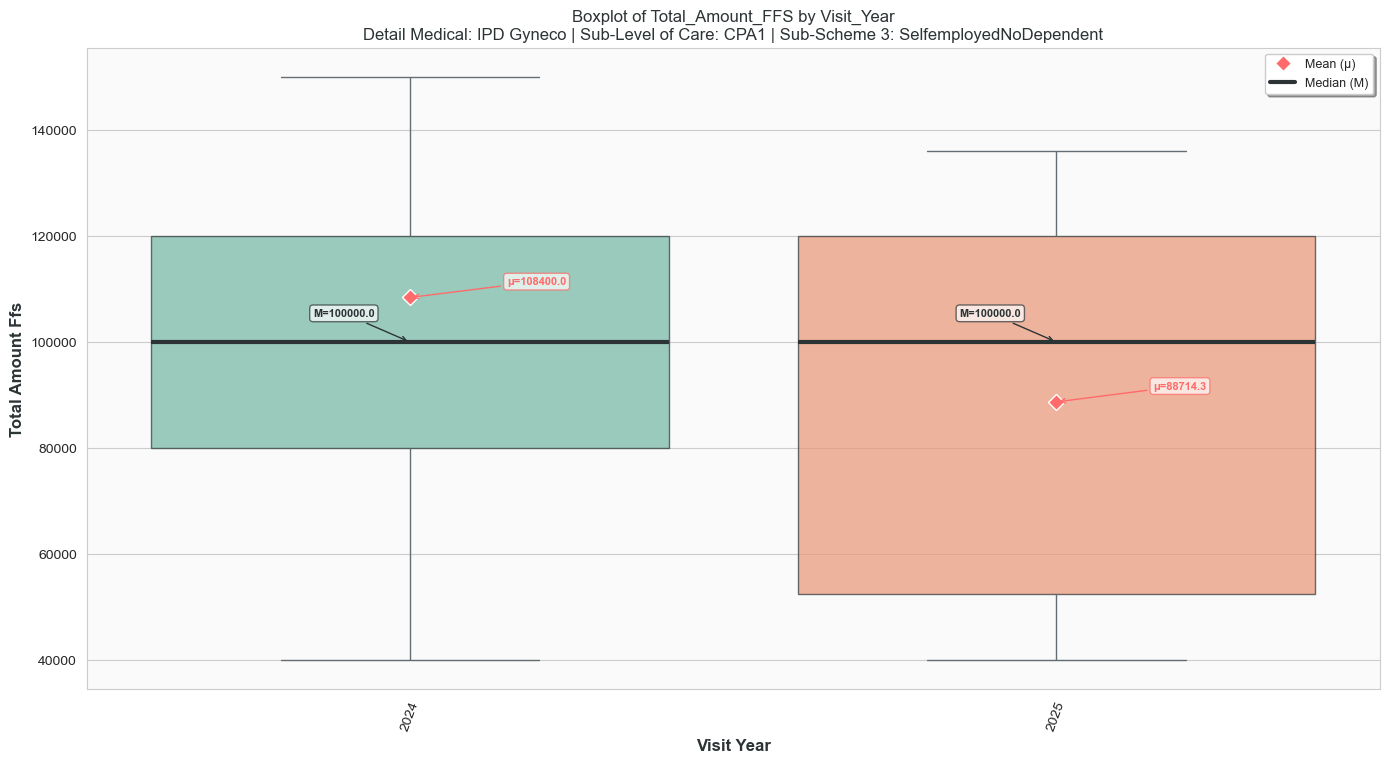 Boxplot of Total_Amount_FFS by Visit_Year
Detail Medical: IPD Gyneco | Sub-Level of Care: CPA1 | Sub-Scheme 3: SelfemployedNoDependent
Mean (μ)
Median (M)
Total Amount Ffs
140000
120000
100000
80000
60000
40000
μ=108400.0
M=100000.0
M=100000.0
μ=88714.3
2024
2025
Visit Year